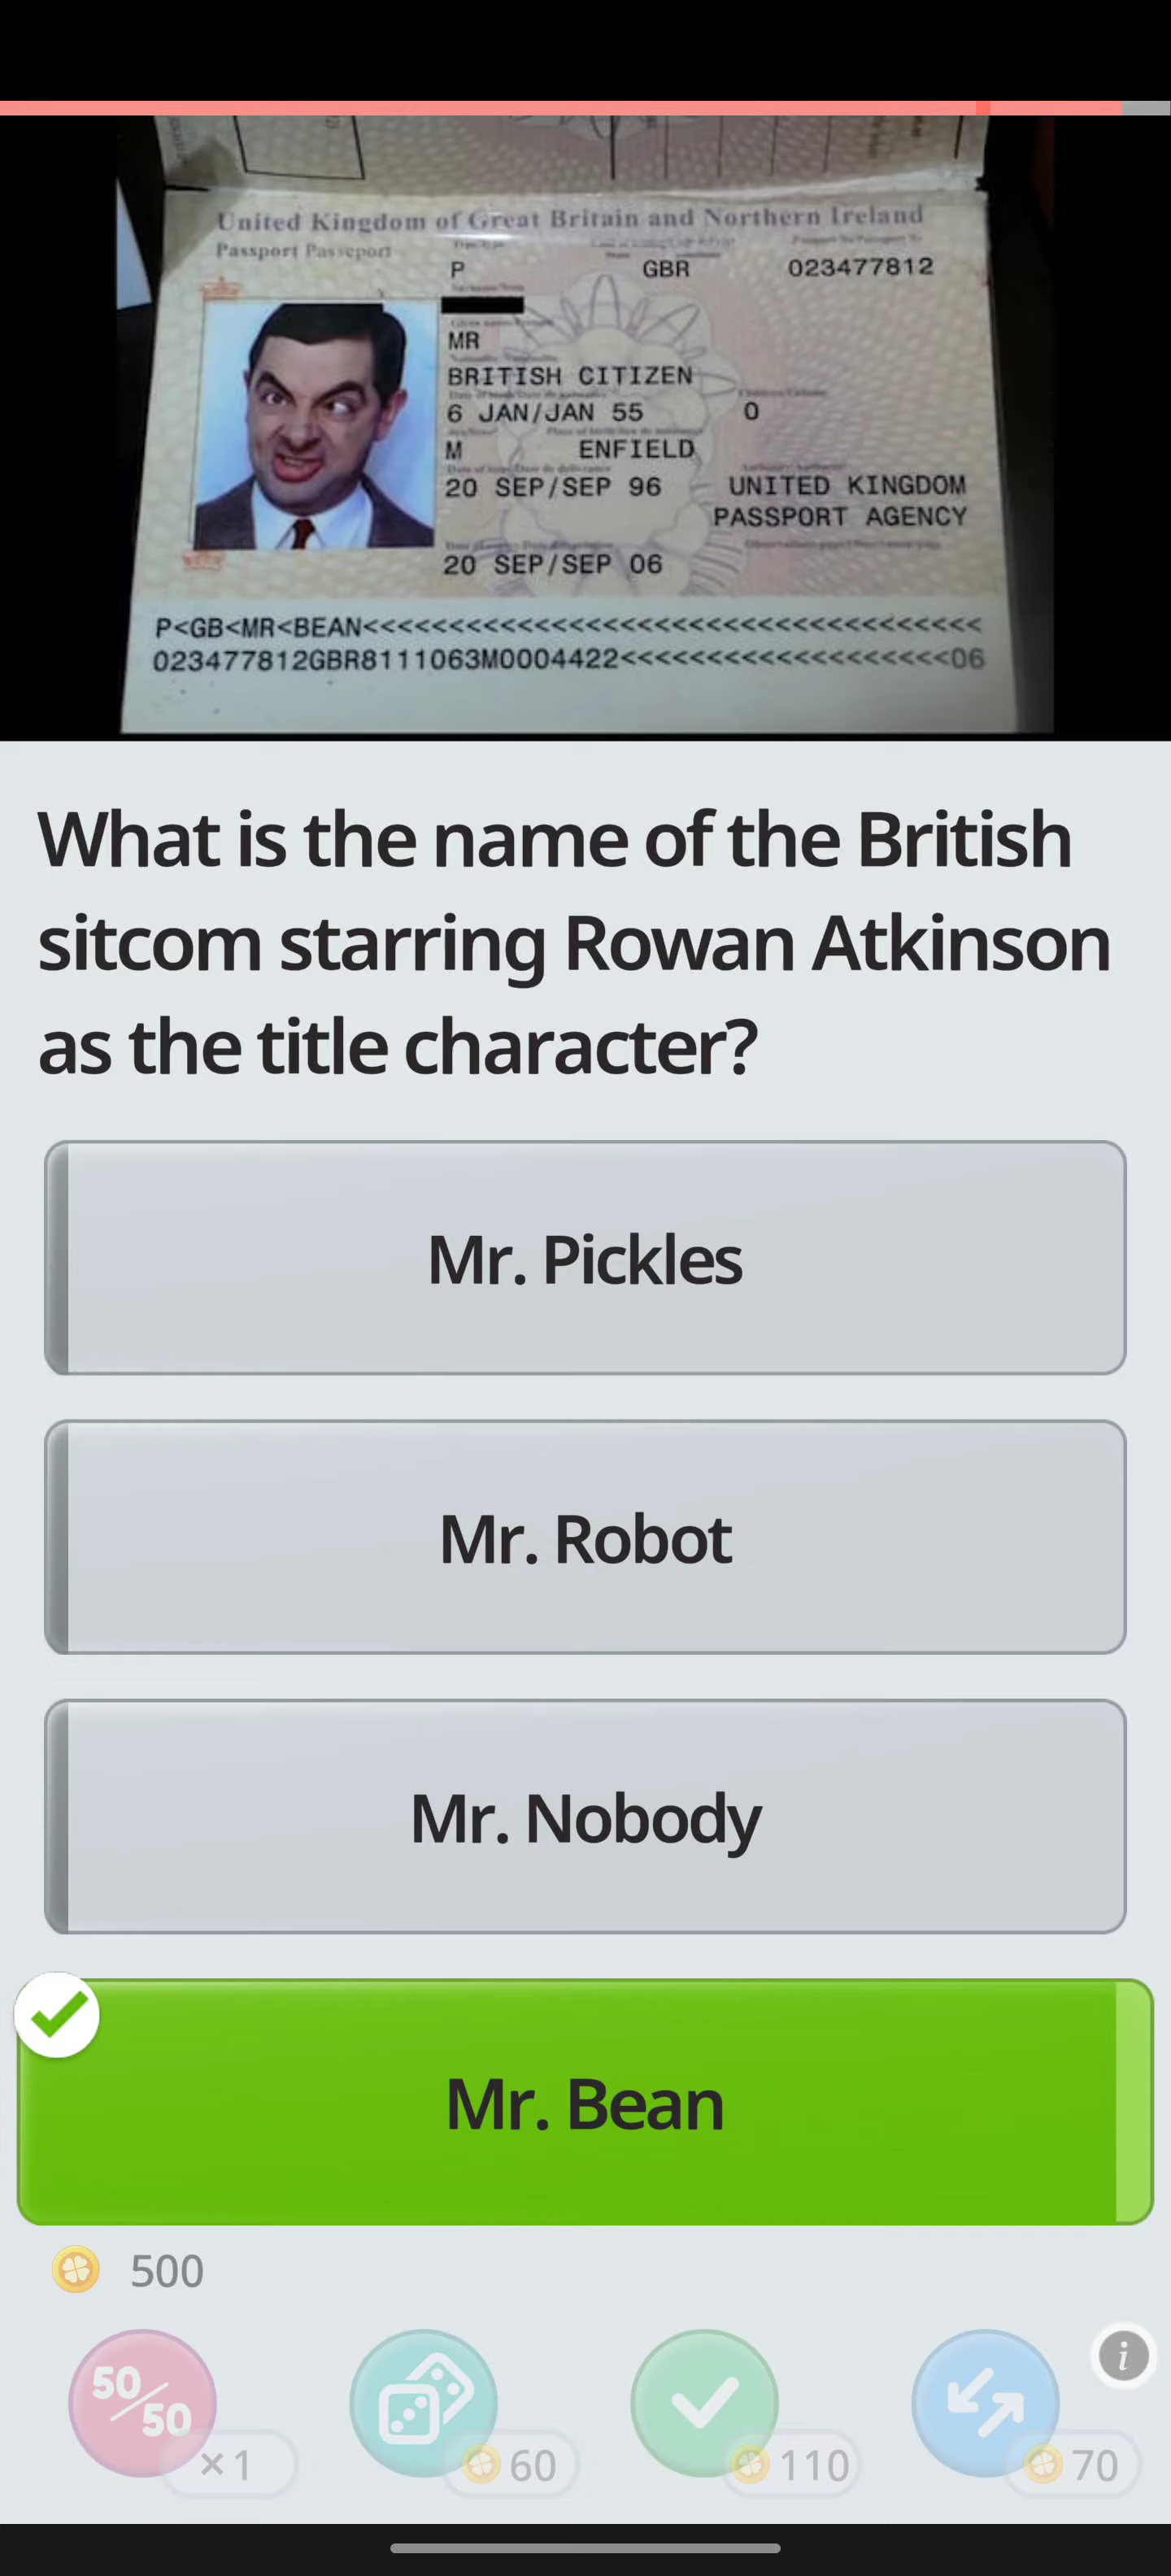 United Kingdom of Great Britain and Northern Ireland
Passport Passeport
P GBR 023477812
MR
BRITISH CITIZEN
6 JAN/JAN 55 0
M ENFIELD
20 SEP/SEP 96 UNITED KINGDOM
PASSPORT AGENCY
20 SEP/SEP 06
P<GB<MR<BEAN<<<<<<<<<<<<<<<<<<<<<<<<<<<<<<<<<<<<
023477812GBR8111063M0004422<<<<<<<<<<<<<<<<<<<06
What is the name of the British
sitcom starring Rowan Atkinson
as the title character?
Mr. Pickles
Mr. Robot
Mr. Nobody
Mr. Bean
500
50/50
×1 60 110 70
i